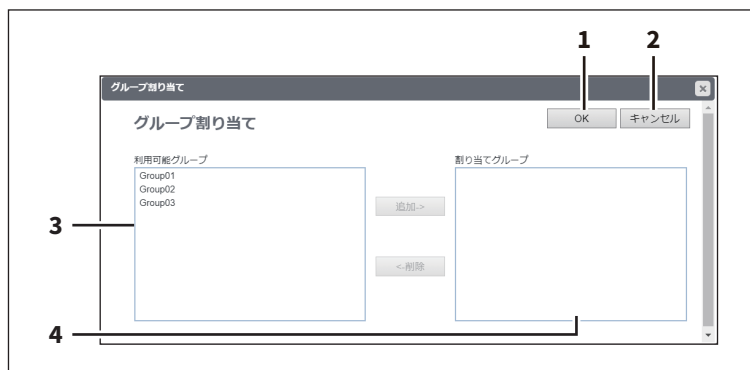 1 2
グループ割り当て ×
グループ割り当て OK キャンセル
利用可能グループ 割り当てグループ
Group01
Group02
Group03
追加->
3
<-削除
4